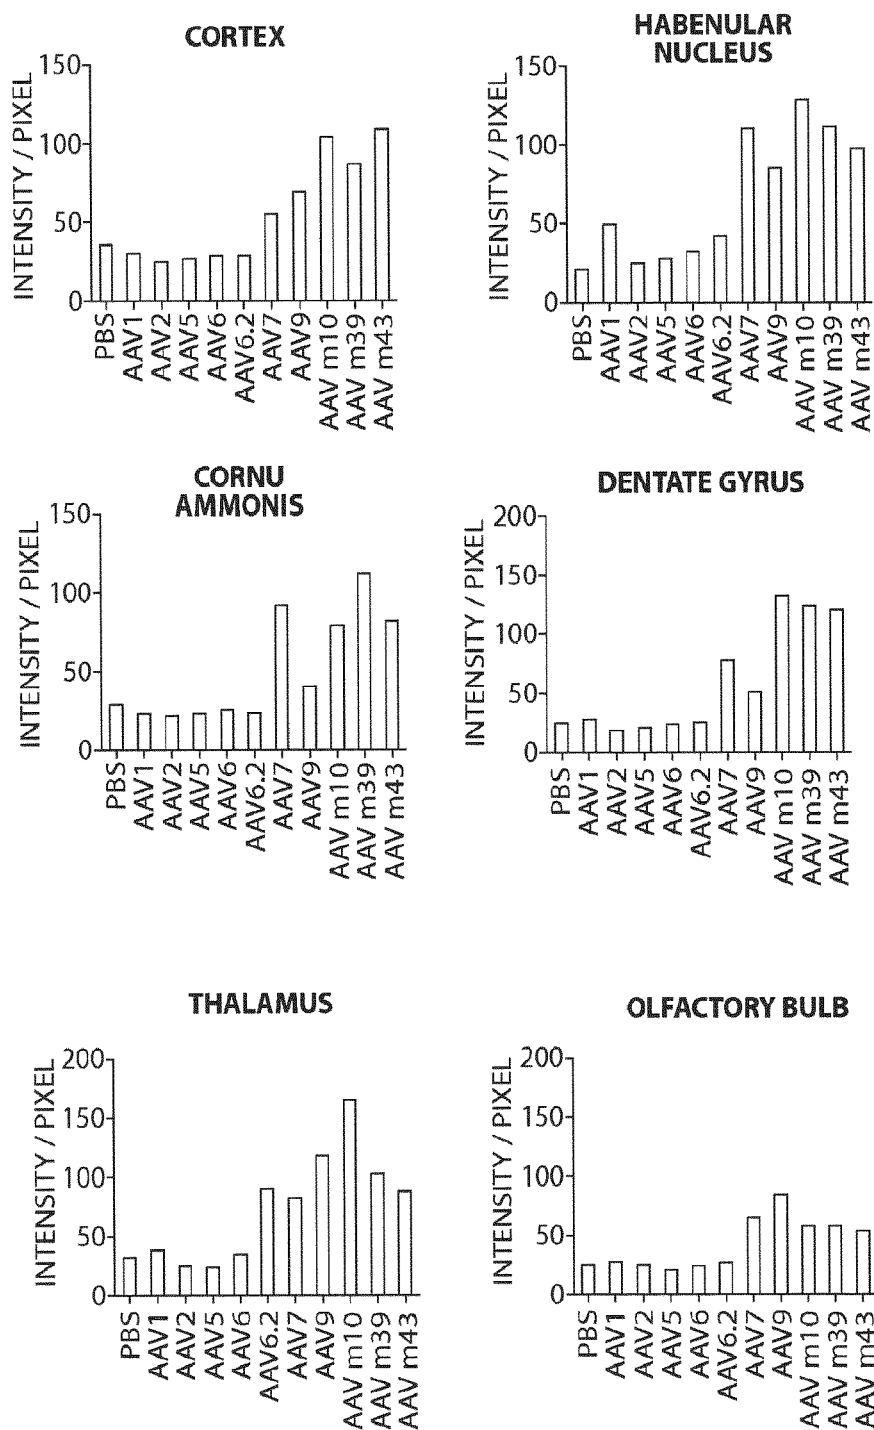 CORTEX
INTENSITY / PIXEL
150
100
50
0
PBS
AAV1
AAV2
AAV5
AAV6
AAV6.2
AAV7
AAV9
AAV m10
AAV m39
AAV m43
HABENULAR
NUCLEUS
INTENSITY / PIXEL
150
100
50
0
PBS
AAV1
AAV2
AAV5
AAV6
AAV6.2
AAV7
AAV9
AAV m10
AAV m39
AAV m43
CORNU
AMMONIS
INTENSITY / PIXEL
150
100
50
0
PBS
AAV1
AAV2
AAV5
AAV6
AAV6.2
AAV7
AAV9
AAV m10
AAV m39
AAV m43
DENTATE GYRUS
INTENSITY / PIXEL
200
150
100
50
0
PBS
AAV1
AAV2
AAV5
AAV6
AAV6.2
AAV7
AAV9
AAV m10
AAV m39
AAV m43
THALAMUS
INTENSITY / PIXEL
200
150
100
50
0
PBS
AAV1
AAV2
AAV5
AAV6
AAV6.2
AAV7
AAV9
AAV m10
AAV m39
AAV m43
OLFACTORY BULB
INTENSITY / PIXEL
200
150
100
50
0
PBS
AAV1
AAV2
AAV5
AAV6
AAV6.2
AAV7
AAV9
AAV m10
AAV m39
AAV m43